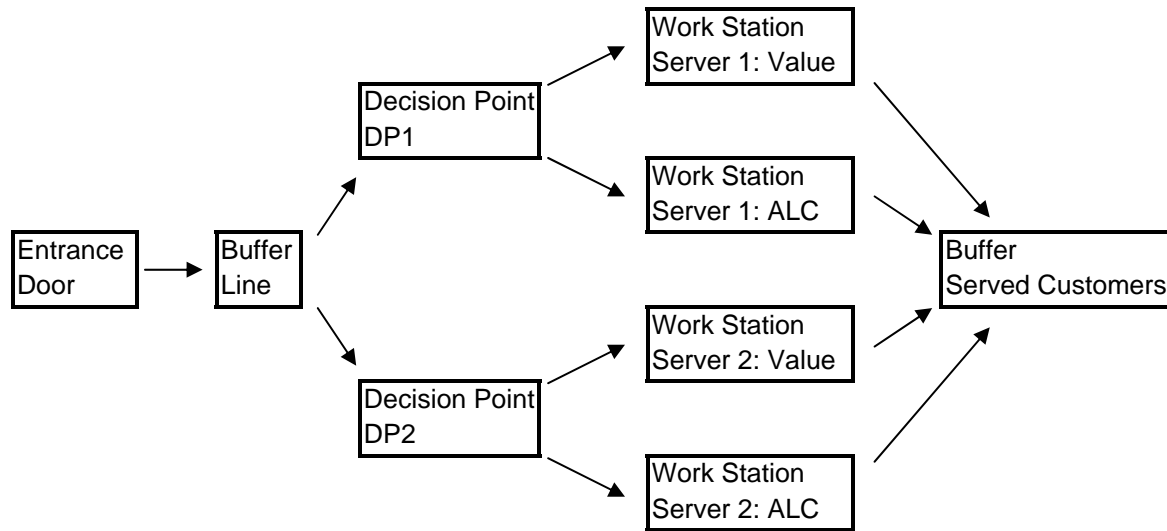 Work Station
Server 1: Value
Decision Point
DP1
Work Station
Server 1: ALC
Entrance
Door
Buffer
Line
Buffer
Served Customers
Work Station
Server 2: Value
Decision Point
DP2
Work Station
Server 2: ALC